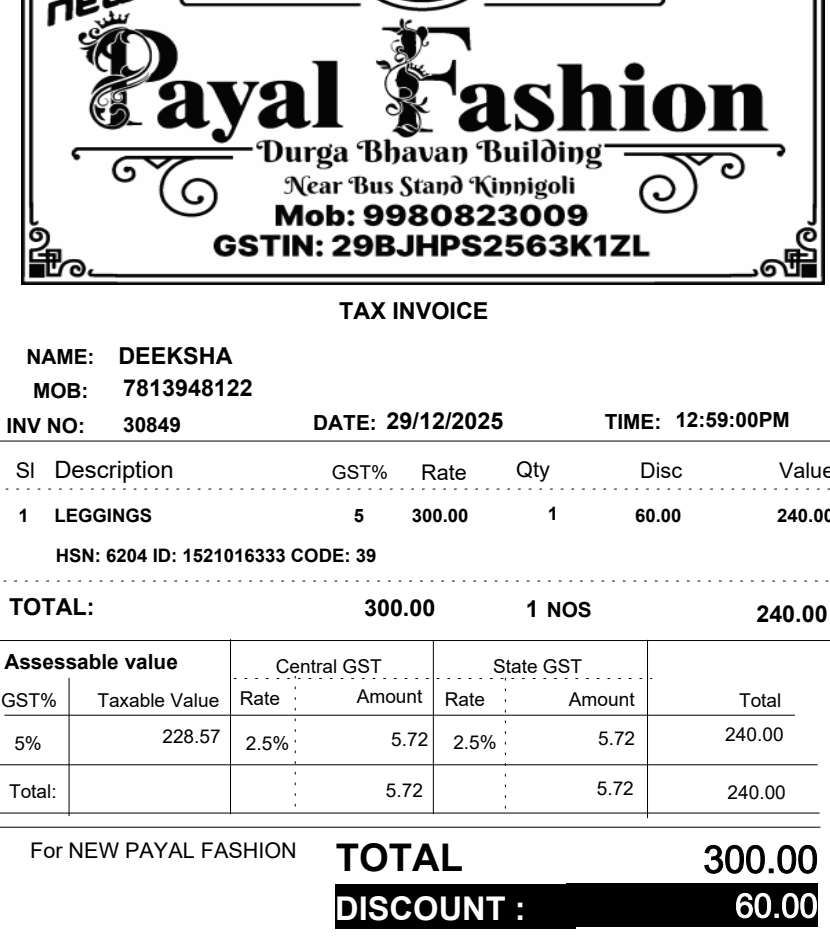 new
Payal Fashion
Durga Bhavan Building
Near Bus Stand Kinnigoli
Mob: 9980823009
GSTIN: 29BJHPS2563K1ZL
TAX INVOICE
NAME: DEEKSHA
MOB: 7813948122
INV NO: 30849 DATE: 29/12/2025 TIME: 12:59:00PM
Sl Description GST% Rate Qty Disc Value
1 LEGGINGS 5 300.00 1 60.00 240.00
HSN: 6204 ID: 1521016333 CODE: 39
TOTAL: 300.00 1 NOS 240.00
Assessable value Central GST State GST
GST% Taxable Value Rate Amount Rate Amount Total
5% 228.57 2.5% 5.72 2.5% 5.72 240.00
Total: 5.72 5.72 240.00
For NEW PAYAL FASHION TOTAL 300.00
DISCOUNT : 60.00